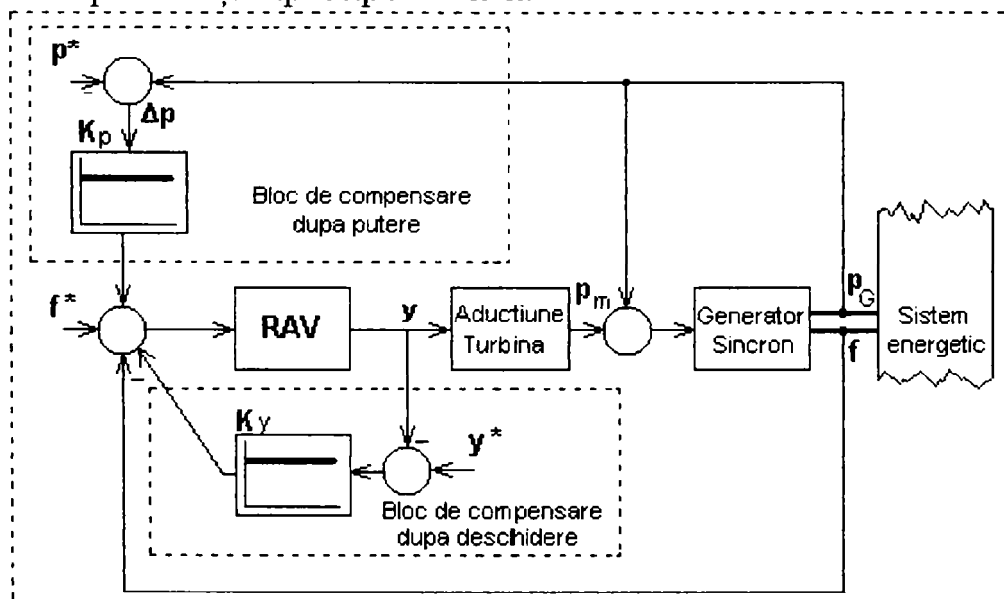 p*
Δp
Kp
Bloc de compensare
dupa putere
f*
RAV
y
Aductiune
Turbina
pm
Generator
Sincron
pG
f
Sistem
energetic
Ky
y*
Bloc de compensare
dupa deschidere